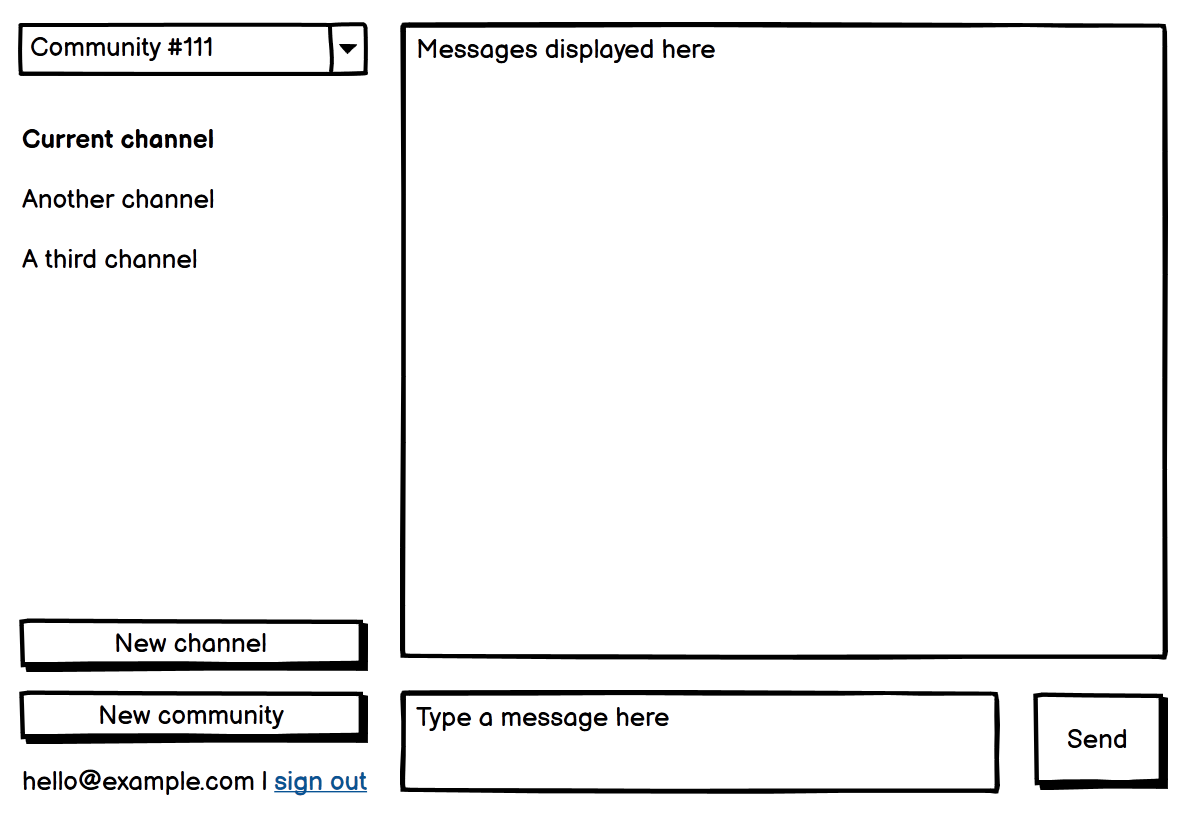 Community #111
Current channel
Another channel
A third channel
New channel
New community
hello@example.com | sign out
Messages displayed here
Type a message here
Send